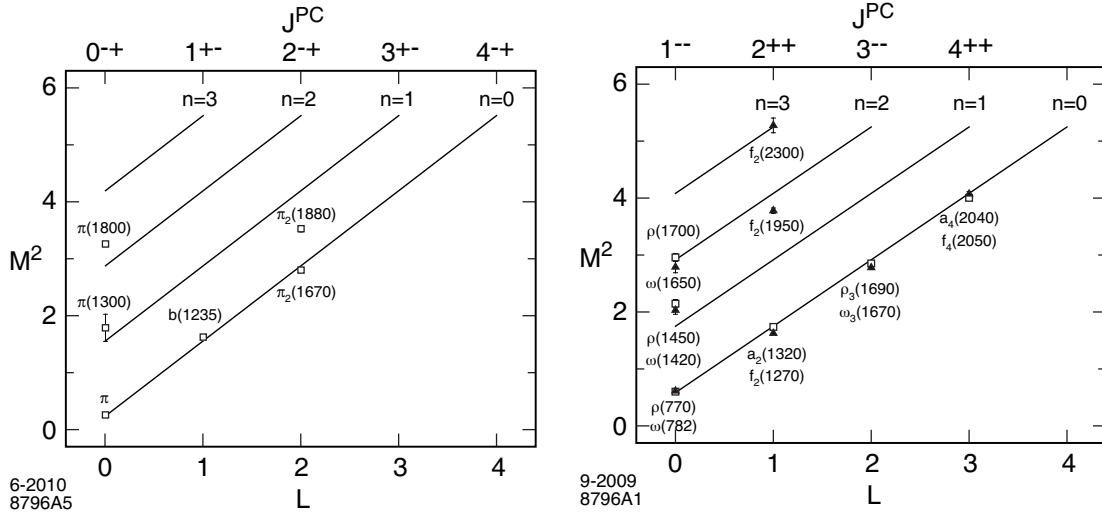 J^PC
0-+ 1+- 2-+ 3+- 4-+
6
n=3 n=2 n=1 n=0
4
π(1800)
π₂(1880)
M²
2
π(1300)
b(1235)
π₂(1670)
π
0
0 1 2 3 4
L
6-2010
8796A5
J^PC
1-- 2++ 3-- 4++
6
n=3 n=2 n=1 n=0
f₂(2300)
4
a₄(2040)
f₄(2050)
ρ(1700)
f₂(1950)
M²
ω(1650)
ρ₃(1690)
ω₃(1670)
2
ρ(1450)
ω(1420)
a₂(1320)
f₂(1270)
ρ(770)
ω(782)
0
0 1 2 3 4
L
9-2009
8796A1